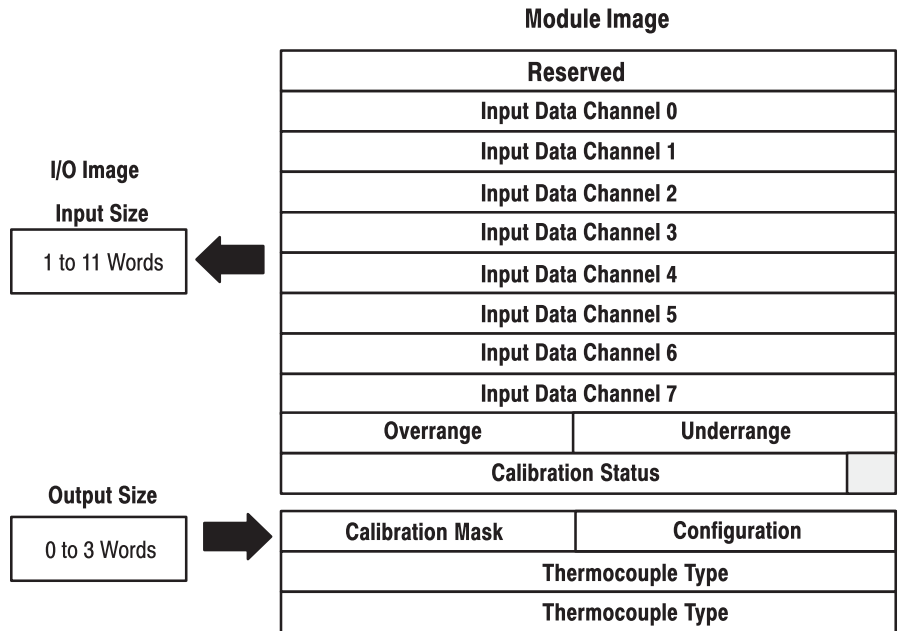 Module Image
Reserved
Input Data Channel 0
Input Data Channel 1
I/O Image
Input Data Channel 2
Input Size
Input Data Channel 3
1 to 11 Words
Input Data Channel 4
Input Data Channel 5
Input Data Channel 6
Input Data Channel 7
Overrange
Underrange
Calibration Status
Output Size
Calibration Mask
Configuration
0 to 3 Words
Thermocouple Type
Thermocouple Type